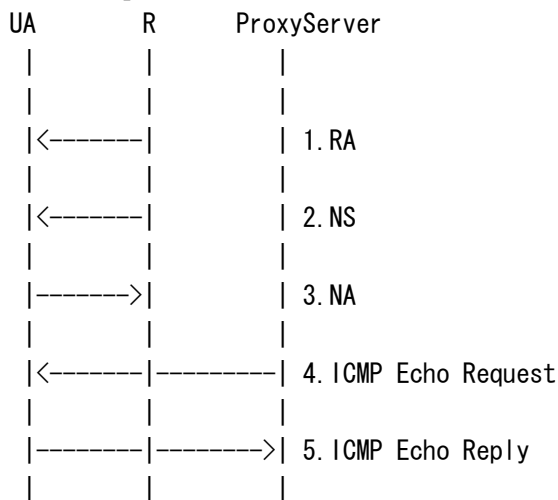 UA R ProxyServer
| | |
| | |
|<-------| | 1.RA
| | |
|<-------| | 2.NS
| | |
|------->| | 3.NA
| | |
|<-------|--------| 4.ICMP Echo Request
| | |
|--------|------->| 5.ICMP Echo Reply
| | |